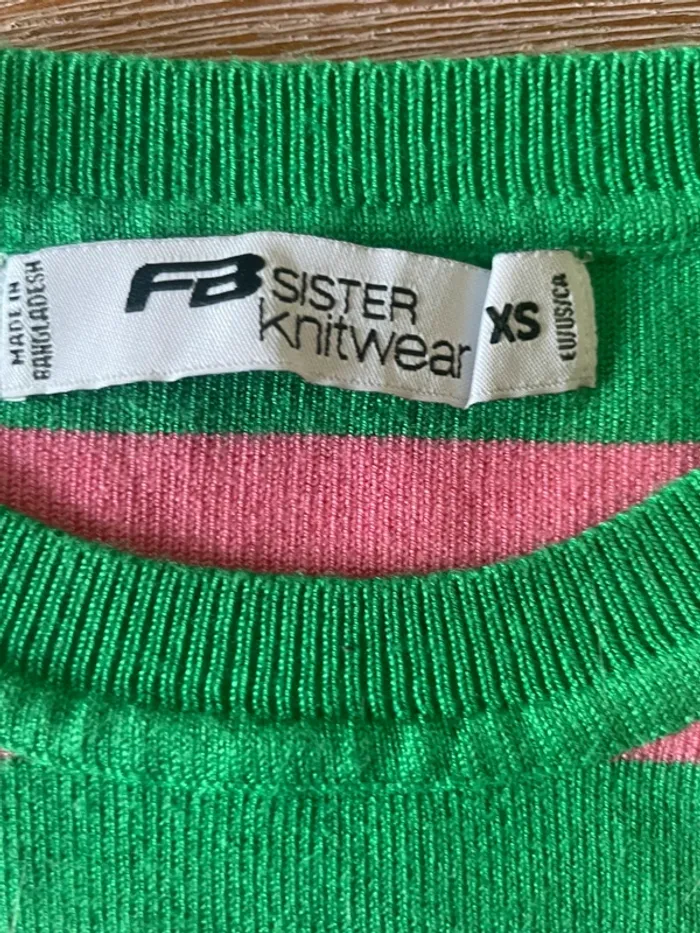 MADE IN
BANGLADESH
FB SISTER
Knitwear
XS
EU/US/CA